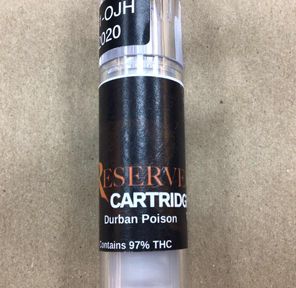 -OJH
2020
RESERVE
CARTRIDG
Durban Poison
Contains 97% THC